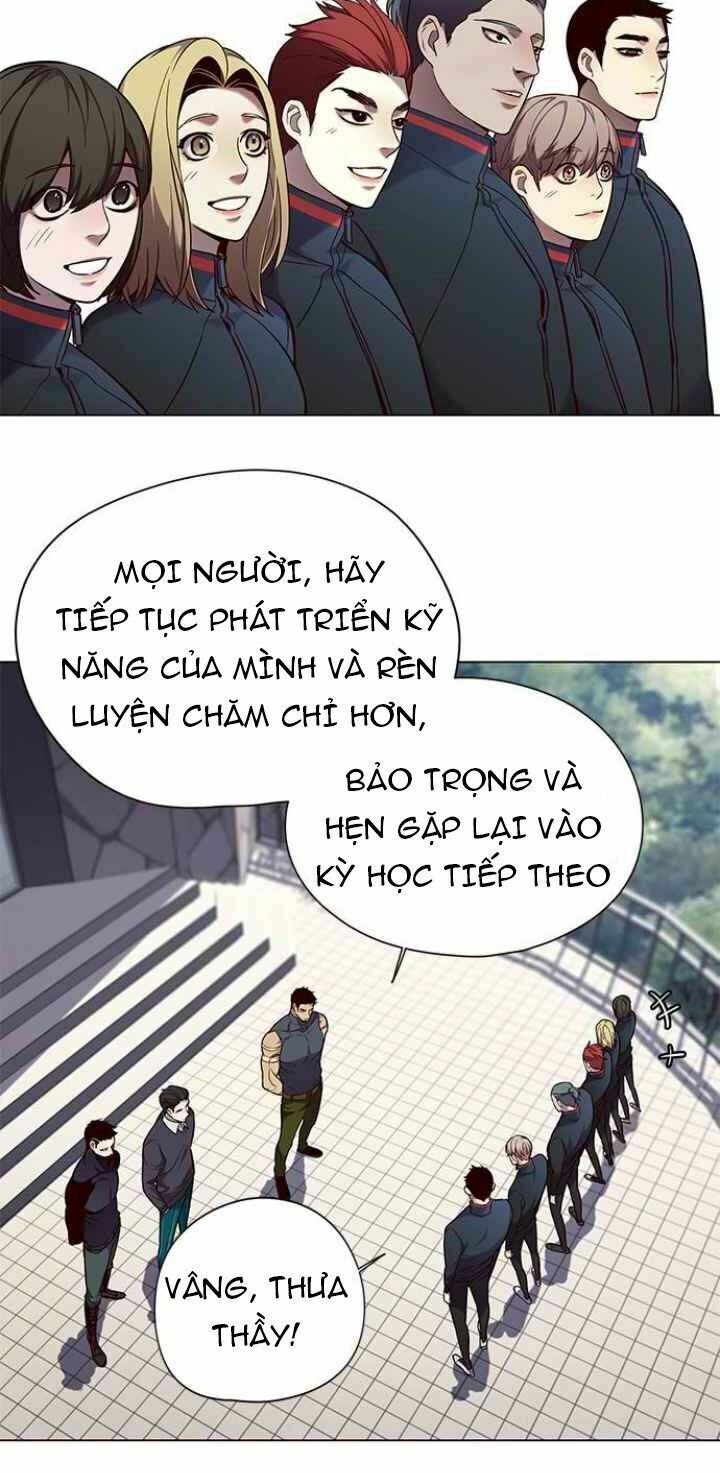 MỌI NGƯỜI, HÃY
TIẾP TỤC PHÁT TRIỂN KỸ
NĂNG CỦA MÌNH VÀ RÈN
LUYỆN CHĂM CHỈ HƠN,
BẢO TRỌNG VÀ
HẸN GẶP LẠI VÀO
KỲ HỌC TIẾP THEO
VÂNG, THƯA
THẦY!